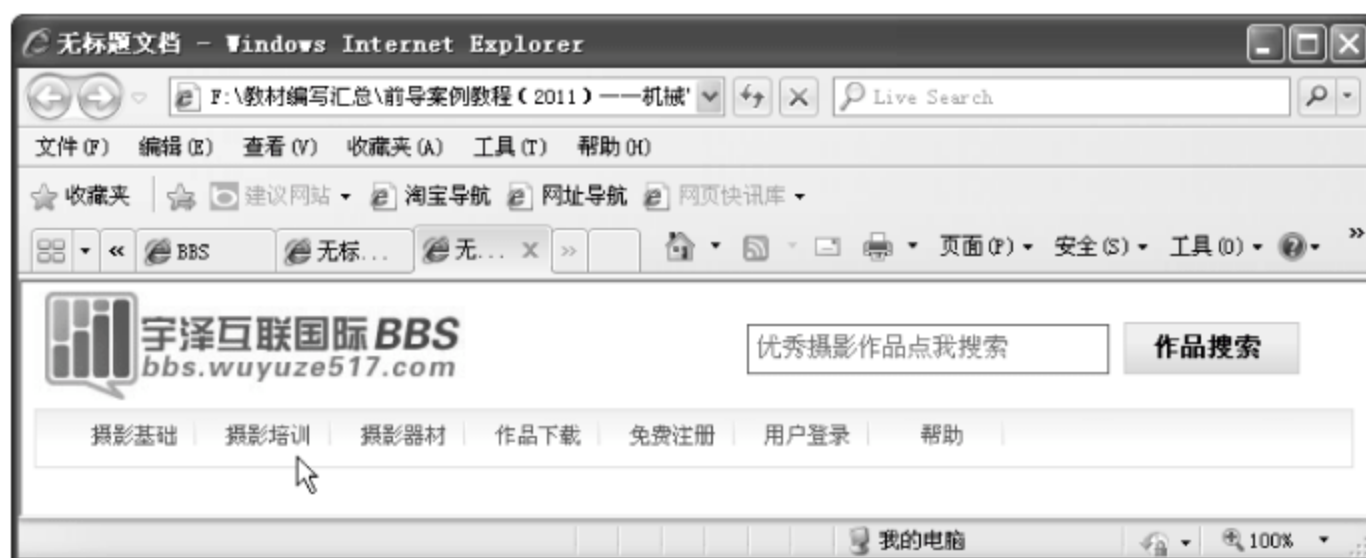 无标题文档 - Windows Internet Explorer
F:\教材编写汇总\前导案例教程（2011）——机械' Live Search
文件(F) 编辑(E) 查看(V) 收藏夹(A) 工具(T) 帮助(H)
收藏夹 建议网站 淘宝导航 网址导航 网页快讯库
« BBS 无标... 无... X » 页面(P) 安全(S) 工具(O) »
宇泽互联国际BBS
bbs.wuyuze517.com
优秀摄影作品点我搜索 作品搜索
摄影基础 摄影培训 摄影器材 作品下载 免费注册 用户登录 帮助
我的电脑 100%